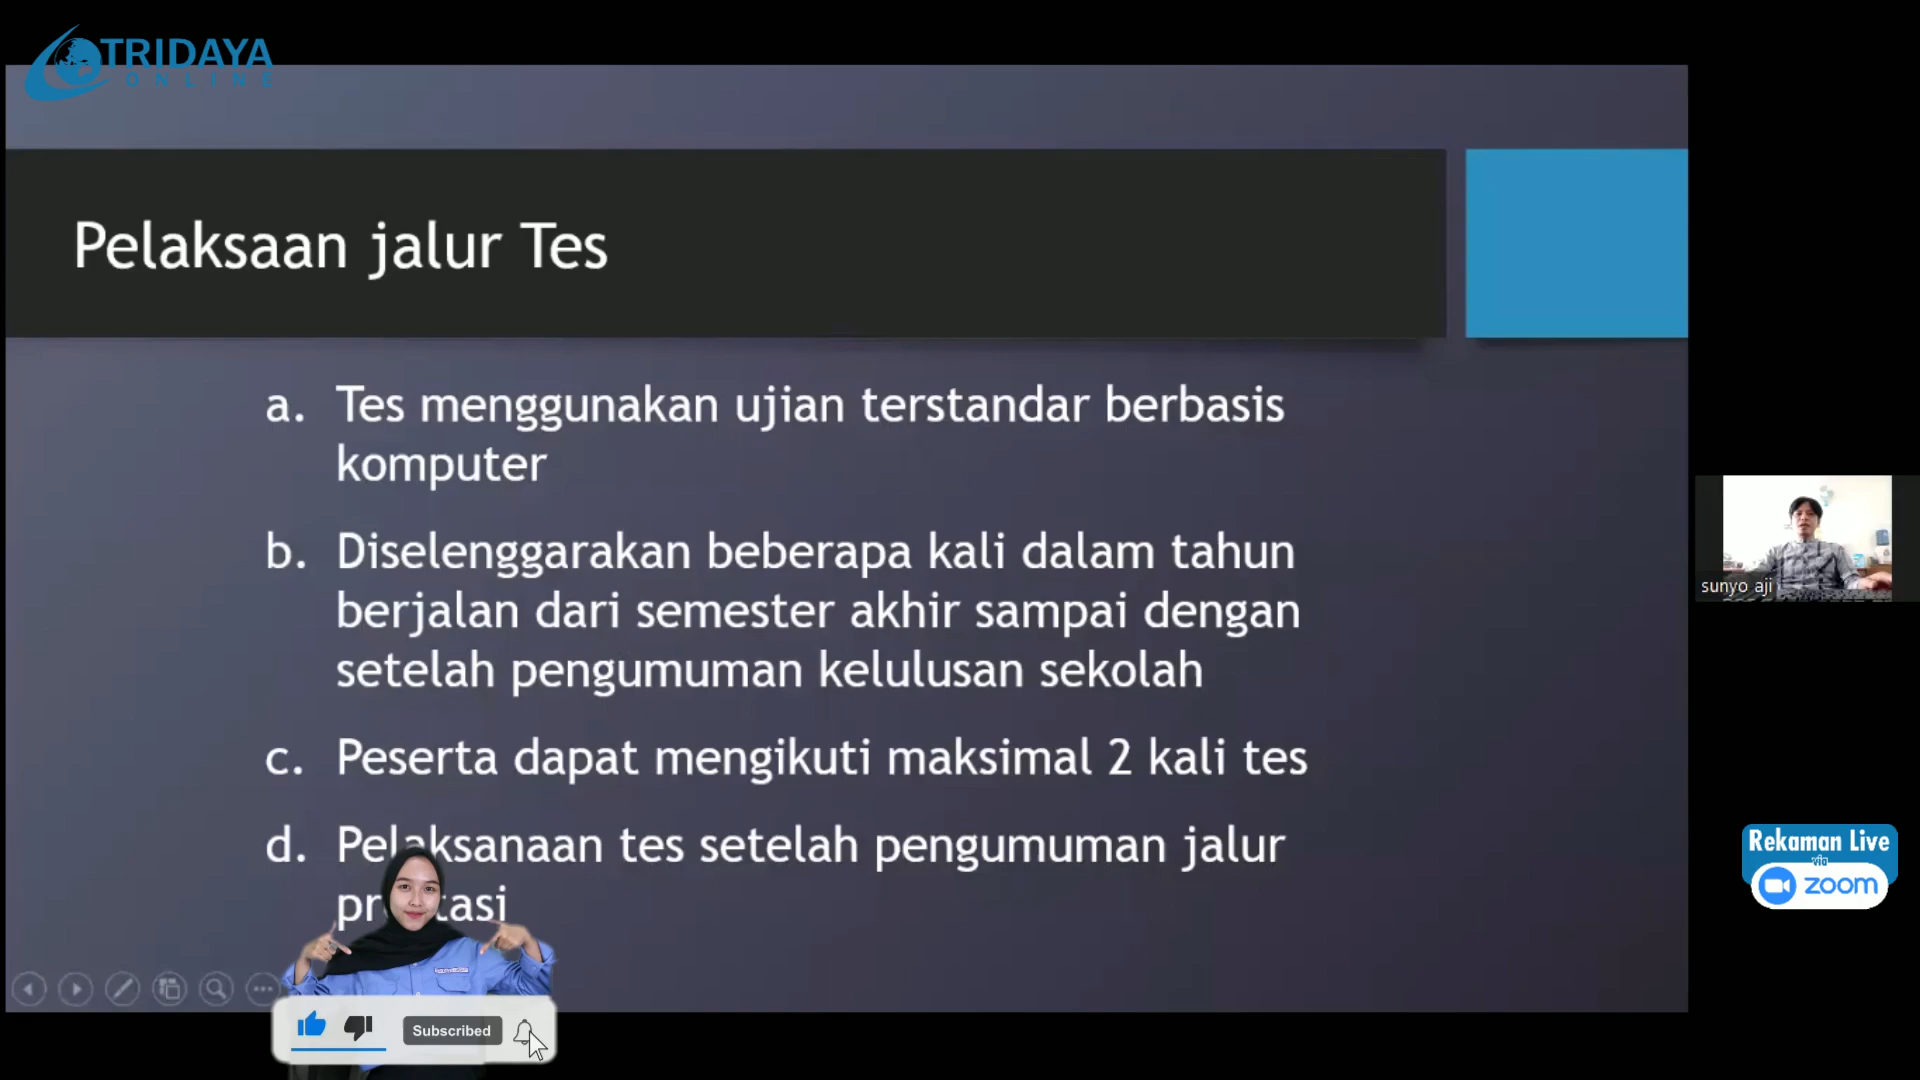 TRIDAYA
ONLINE
Pelaksaan jalur Tes
a. Tes menggunakan ujian terstandar berbasis
komputer
b. Diselenggarakan beberapa kali dalam tahun
berjalan dari semester akhir sampai dengan
setelah pengumuman kelulusan sekolah
c. Peserta dapat mengikuti maksimal 2 kali tes
d. Pelaksanaan tes setelah pengumuman jalur
sunyo aji
Rekaman Live
via
zoom
Subscribed